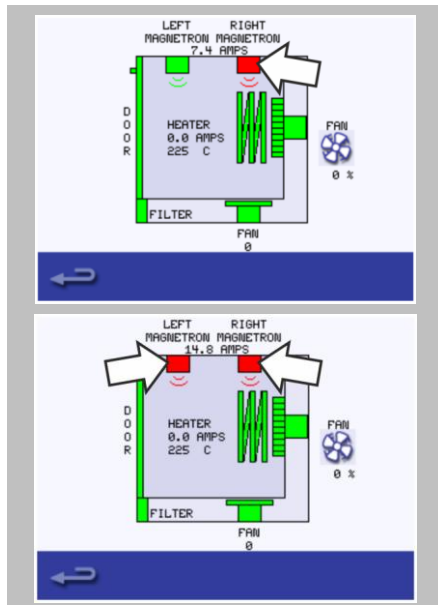 LEFT RIGHT
MAGNETRON MAGNETRON
7.4 AMPS
D
O
O
R
HEATER
0.0 AMPS
225 C
FAN
0 %
FILTER
FAN
0
LEFT RIGHT
MAGNETRON MAGNETRON
14.8 AMPS
D
O
O
R
HEATER
0.0 AMPS
225 C
FAN
0 %
FILTER
FAN
0